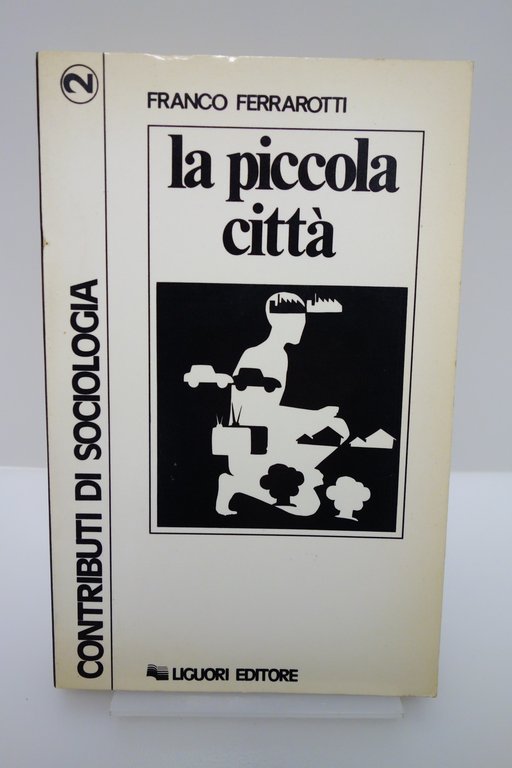 2
CONTRIBUTI DI SOCIOLOGIA
FRANCO FERRAROTTI
la piccola
città
LIGUORI EDITORE